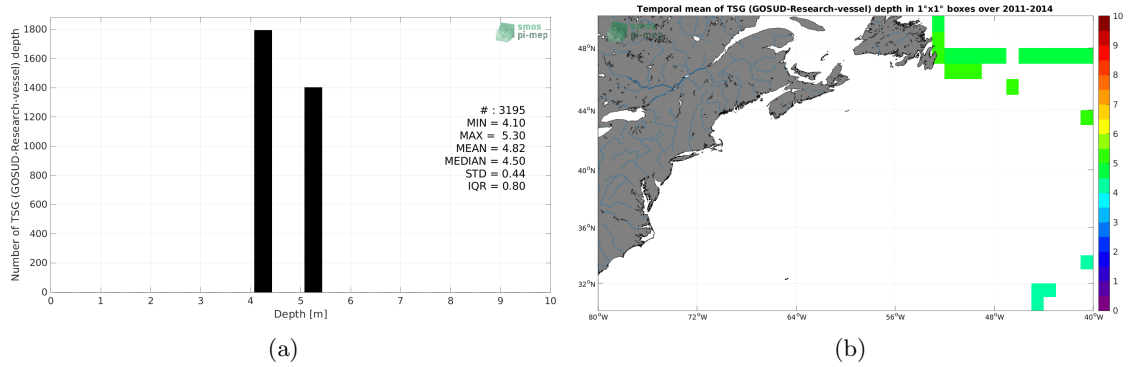 1800
1600
1400
1200
1000
800
600
400
200
0
Number of TSG (GOSUD-Research-vessel) depth
smos
pi-mep
# : 3195
MIN = 4.10
MAX = 5.30
MEAN = 4.82
MEDIAN = 4.50
STD = 0.44
IQR = 0.80
0 1 2 3 4 5 6 7 8 9 10
Depth [m]
(a)
Temporal mean of TSG (GOSUD-Research-vessel) depth in 1°x1° boxes over 2011-2014
smos
pi-mep
48°N
44°N
40°N
36°N
32°N
80°W 72°W 64°W 56°W 48°W 40°W
10
9
8
7
6
5
4
3
2
1
0
(b)